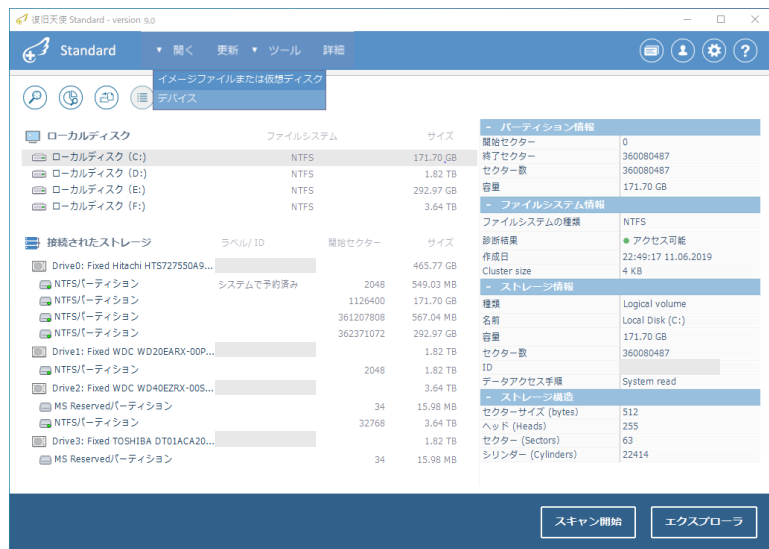 復旧天使 Standard - version 9.0
Standard ▼ 開く 更新 ▼ ツール 詳細
イメージファイルまたは仮想ディスク
デバイス
ローカルディスク ファイルシステム サイズ
ローカルディスク (C:) NTFS 171.70 GB
ローカルディスク (D:) NTFS 1.82 TB
ローカルディスク (E:) NTFS 292.97 GB
ローカルディスク (F:) NTFS 3.64 TB
接続されたストレージ ラベル/ ID 開始セクター サイズ
Drive0: Fixed Hitachi HTS727550A9... 465.77 GB
NTFSパーティション システムで予約済み 2048 549.03 MB
NTFSパーティション 1126400 171.70 GB
NTFSパーティション 361207808 567.04 MB
NTFSパーティション 362371072 292.97 GB
Drive1: Fixed WDC WD20EARX-00P... 1.82 TB
NTFSパーティション 2048 1.82 TB
Drive2: Fixed WDC WD40EZRX-00S... 3.64 TB
MS Reservedパーティション 34 15.98 MB
NTFSパーティション 32768 3.64 TB
Drive3: Fixed TOSHIBA DT01ACA20... 1.82 TB
MS Reservedパーティション 34 15.98 MB
− パーティション情報
開始セクター 0
終了セクター 360080487
セクター数 360080487
容量 171.70 GB
− ファイルシステム情報
ファイルシステムの種類 NTFS
診断結果 ● アクセス可能
作成日 22:49:17 11.06.2019
Cluster size 4 KB
− ストレージ情報
種類 Logical volume
名前 Local Disk (C:)
容量 171.70 GB
セクター数 360080487
ID
データアクセス手順 System read
− ストレージ構造
セクターサイズ (bytes) 512
ヘッド (Heads) 255
セクター (Sectors) 63
シリンダー (Cylinders) 22414
スキャン開始 エクスプローラ